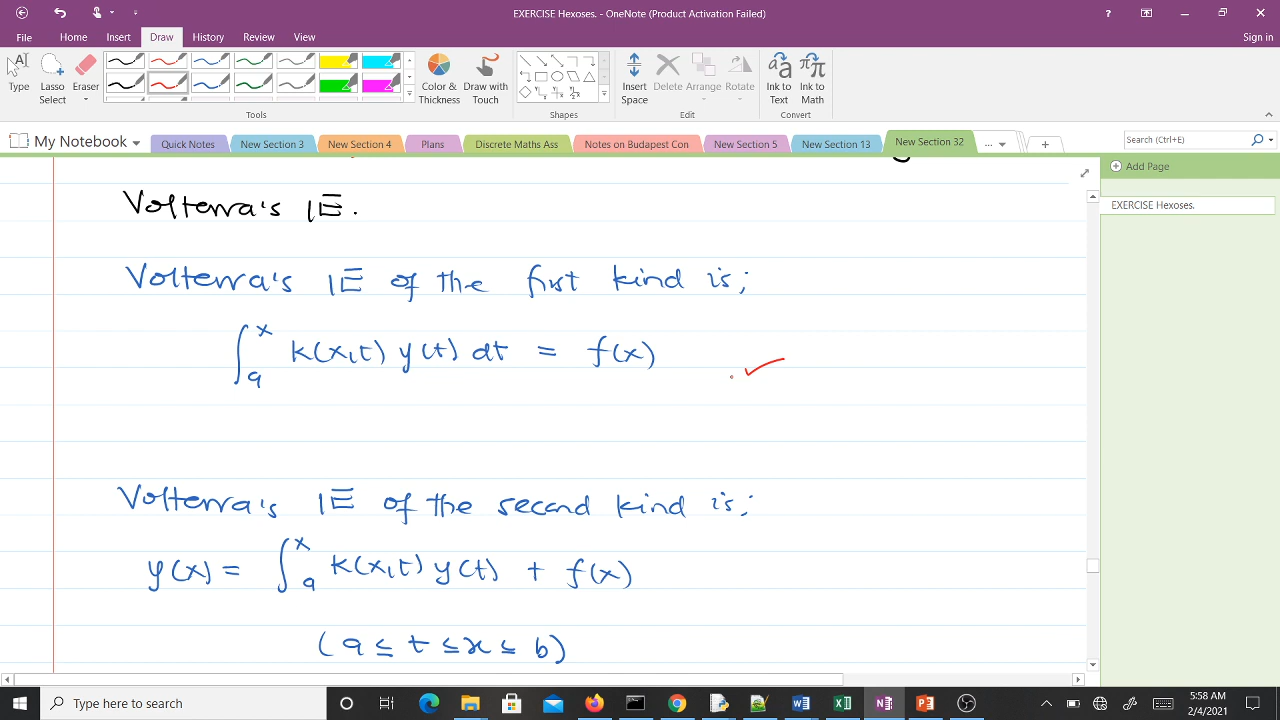 EXERCISE Hexoses. - OneNote (Product Activation Failed)
File Home Insert Draw History Review View
Type Lasso Select Eraser Color & Thickness Draw with Touch Insert Space Delete Arrange Rotate Ink to Text Ink to Math
Tools Shapes Edit Convert
My Notebook Quick Notes New Section 3 New Section 4 Plans Discrete Maths Ass Notes on Budapest Con New Section 5 New Section 13 New Section 32 ... Search (Ctrl+E)
Add Page
EXERCISE Hexoses.
Volterra's IE.
Volterra's IE of the first kind is;
∫ₐˣ k(x,t) y(t) dt = f(x)
Volterra's IE of the second kind is;
y(x) = ∫ₐˣ k(x,t) y(t) + f(x)
(a ≤ t ≤ x ≤ b)
Type here to search
5:58 AM
2/4/2021